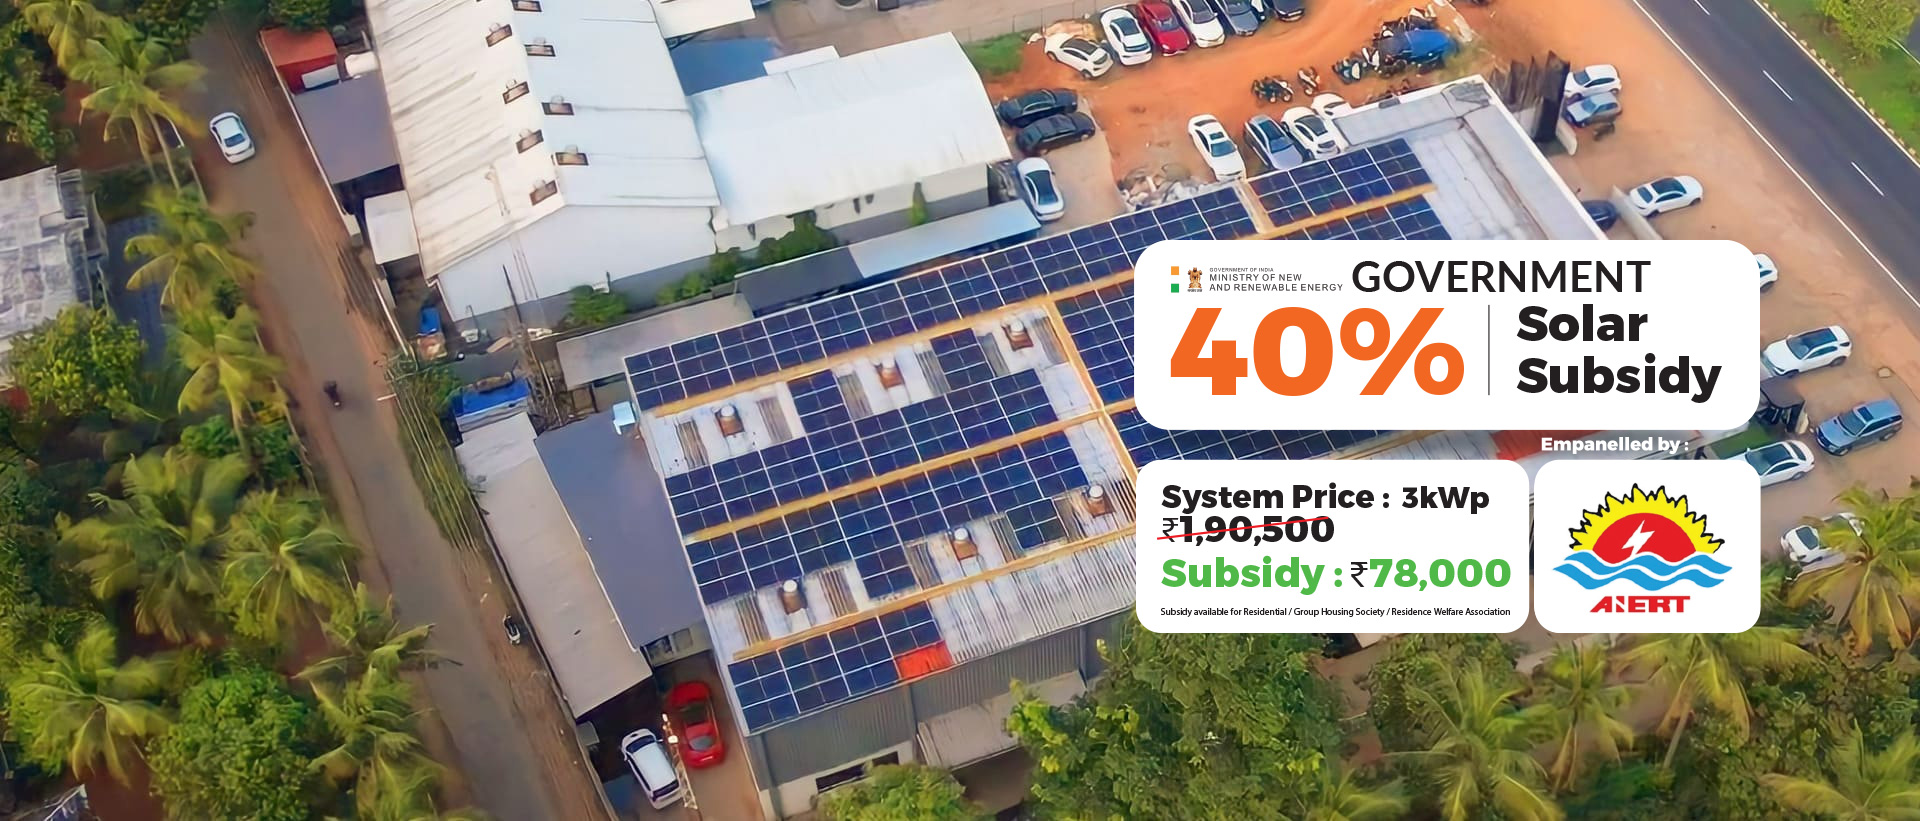 GOVERNMENT OF INDIA
MINISTRY OF NEW
AND RENEWABLE ENERGY
GOVERNMENT
40%
Solar
Subsidy
Empanelled by :
System Price : 3kWp
₹1,90,500
Subsidy : ₹78,000
Subsidy available for Residential / Group Housing Society / Residence Welfare Association
ANERT